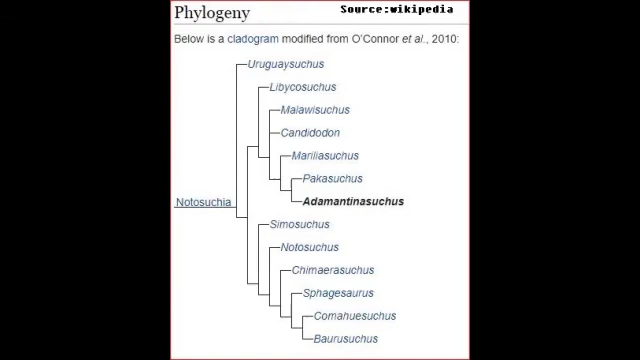 Phylogeny
Source:wikipedia
Below is a cladogram modified from O'Connor et al., 2010:
Uruguaysuchus
Libycosuchus
Malawisuchus
Candidodon
Mariliasuchus
Pakasuchus
Adamantinasuchus
Notosuchia
Simosuchus
Notosuchus
Chimaerasuchus
Sphagesaurus
Comahuesuchus
Baurusuchus